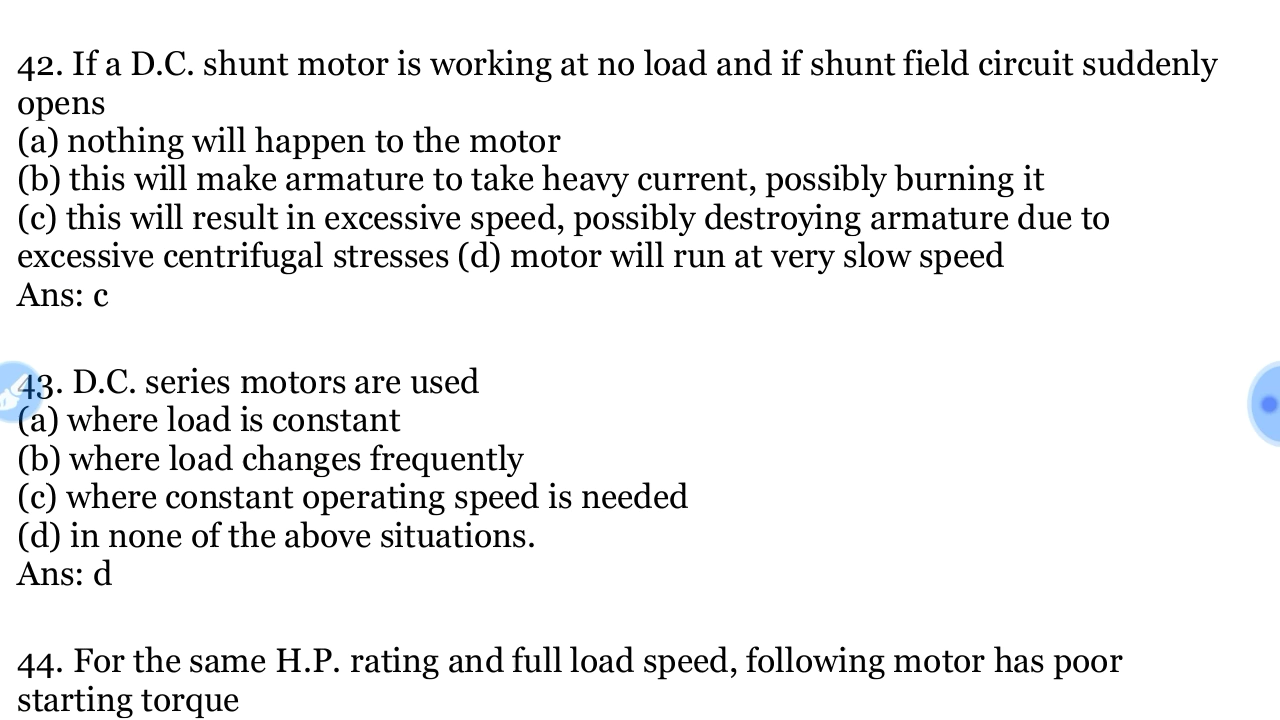 42. If a D.C. shunt motor is working at no load and if shunt field circuit suddenly
opens
(a) nothing will happen to the motor
(b) this will make armature to take heavy current, possibly burning it
(c) this will result in excessive speed, possibly destroying armature due to
excessive centrifugal stresses (d) motor will run at very slow speed
Ans: c
43. D.C. series motors are used
(a) where load is constant
(b) where load changes frequently
(c) where constant operating speed is needed
(d) in none of the above situations.
Ans: d
44. For the same H.P. rating and full load speed, following motor has poor
starting torque